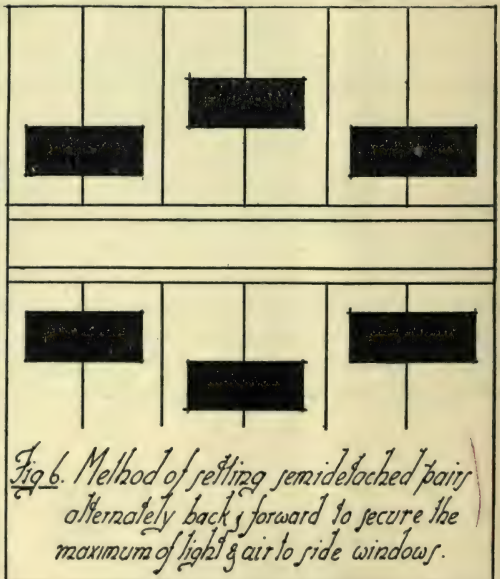 Fig 6. Method of setting semidetached pairs
alternately back & forward to secure the
maximum of light & air to side windows.